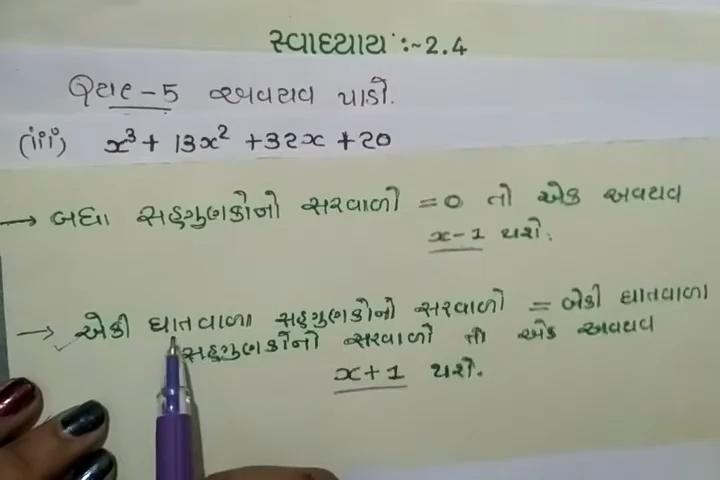 સ્વાધ્યાય :- 2.4
5 અવયવ પાડો.
(iii) x³ + 13x² + 32x + 20
→ બધા સહગુણકોનો સરવાળો = 0 તો એક અવયવ
x - 1 થશે.
→ એકી ઘાતવાળા સહગુણકોનો સરવાળો = બેકી ઘાતવાળા
સહગુણકોનો સરવાળો તો એક અવયવ
x + 1 થશે.